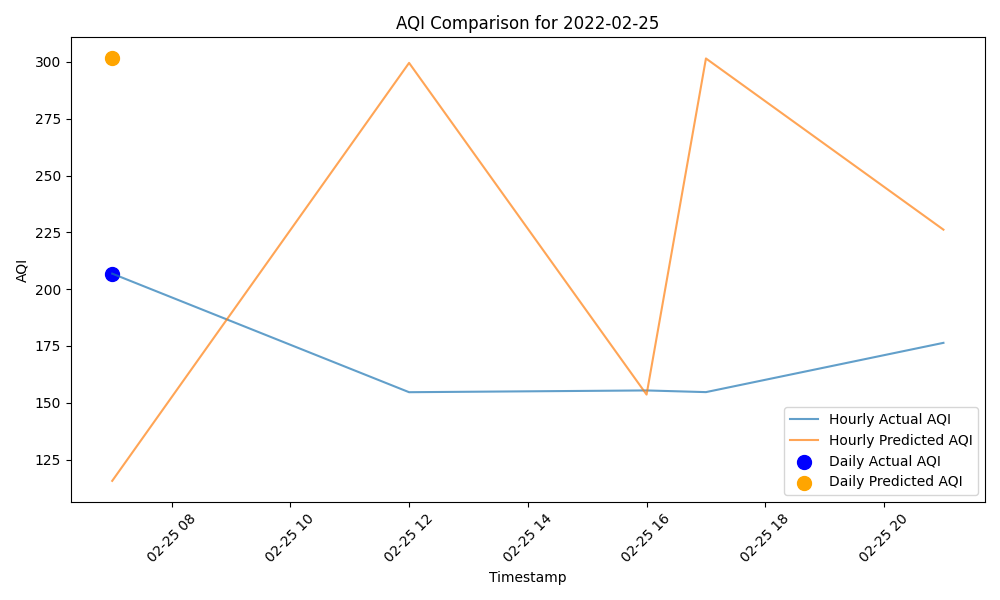 AQI Comparison for 2022-02-25
AQI
300
275
250
225
200
175
150
125
02-25 08
02-25 10
02-25 12
02-25 14
02-25 16
02-25 18
02-25 20
Timestamp
Hourly Actual AQI
Hourly Predicted AQI
Daily Actual AQI
Daily Predicted AQI